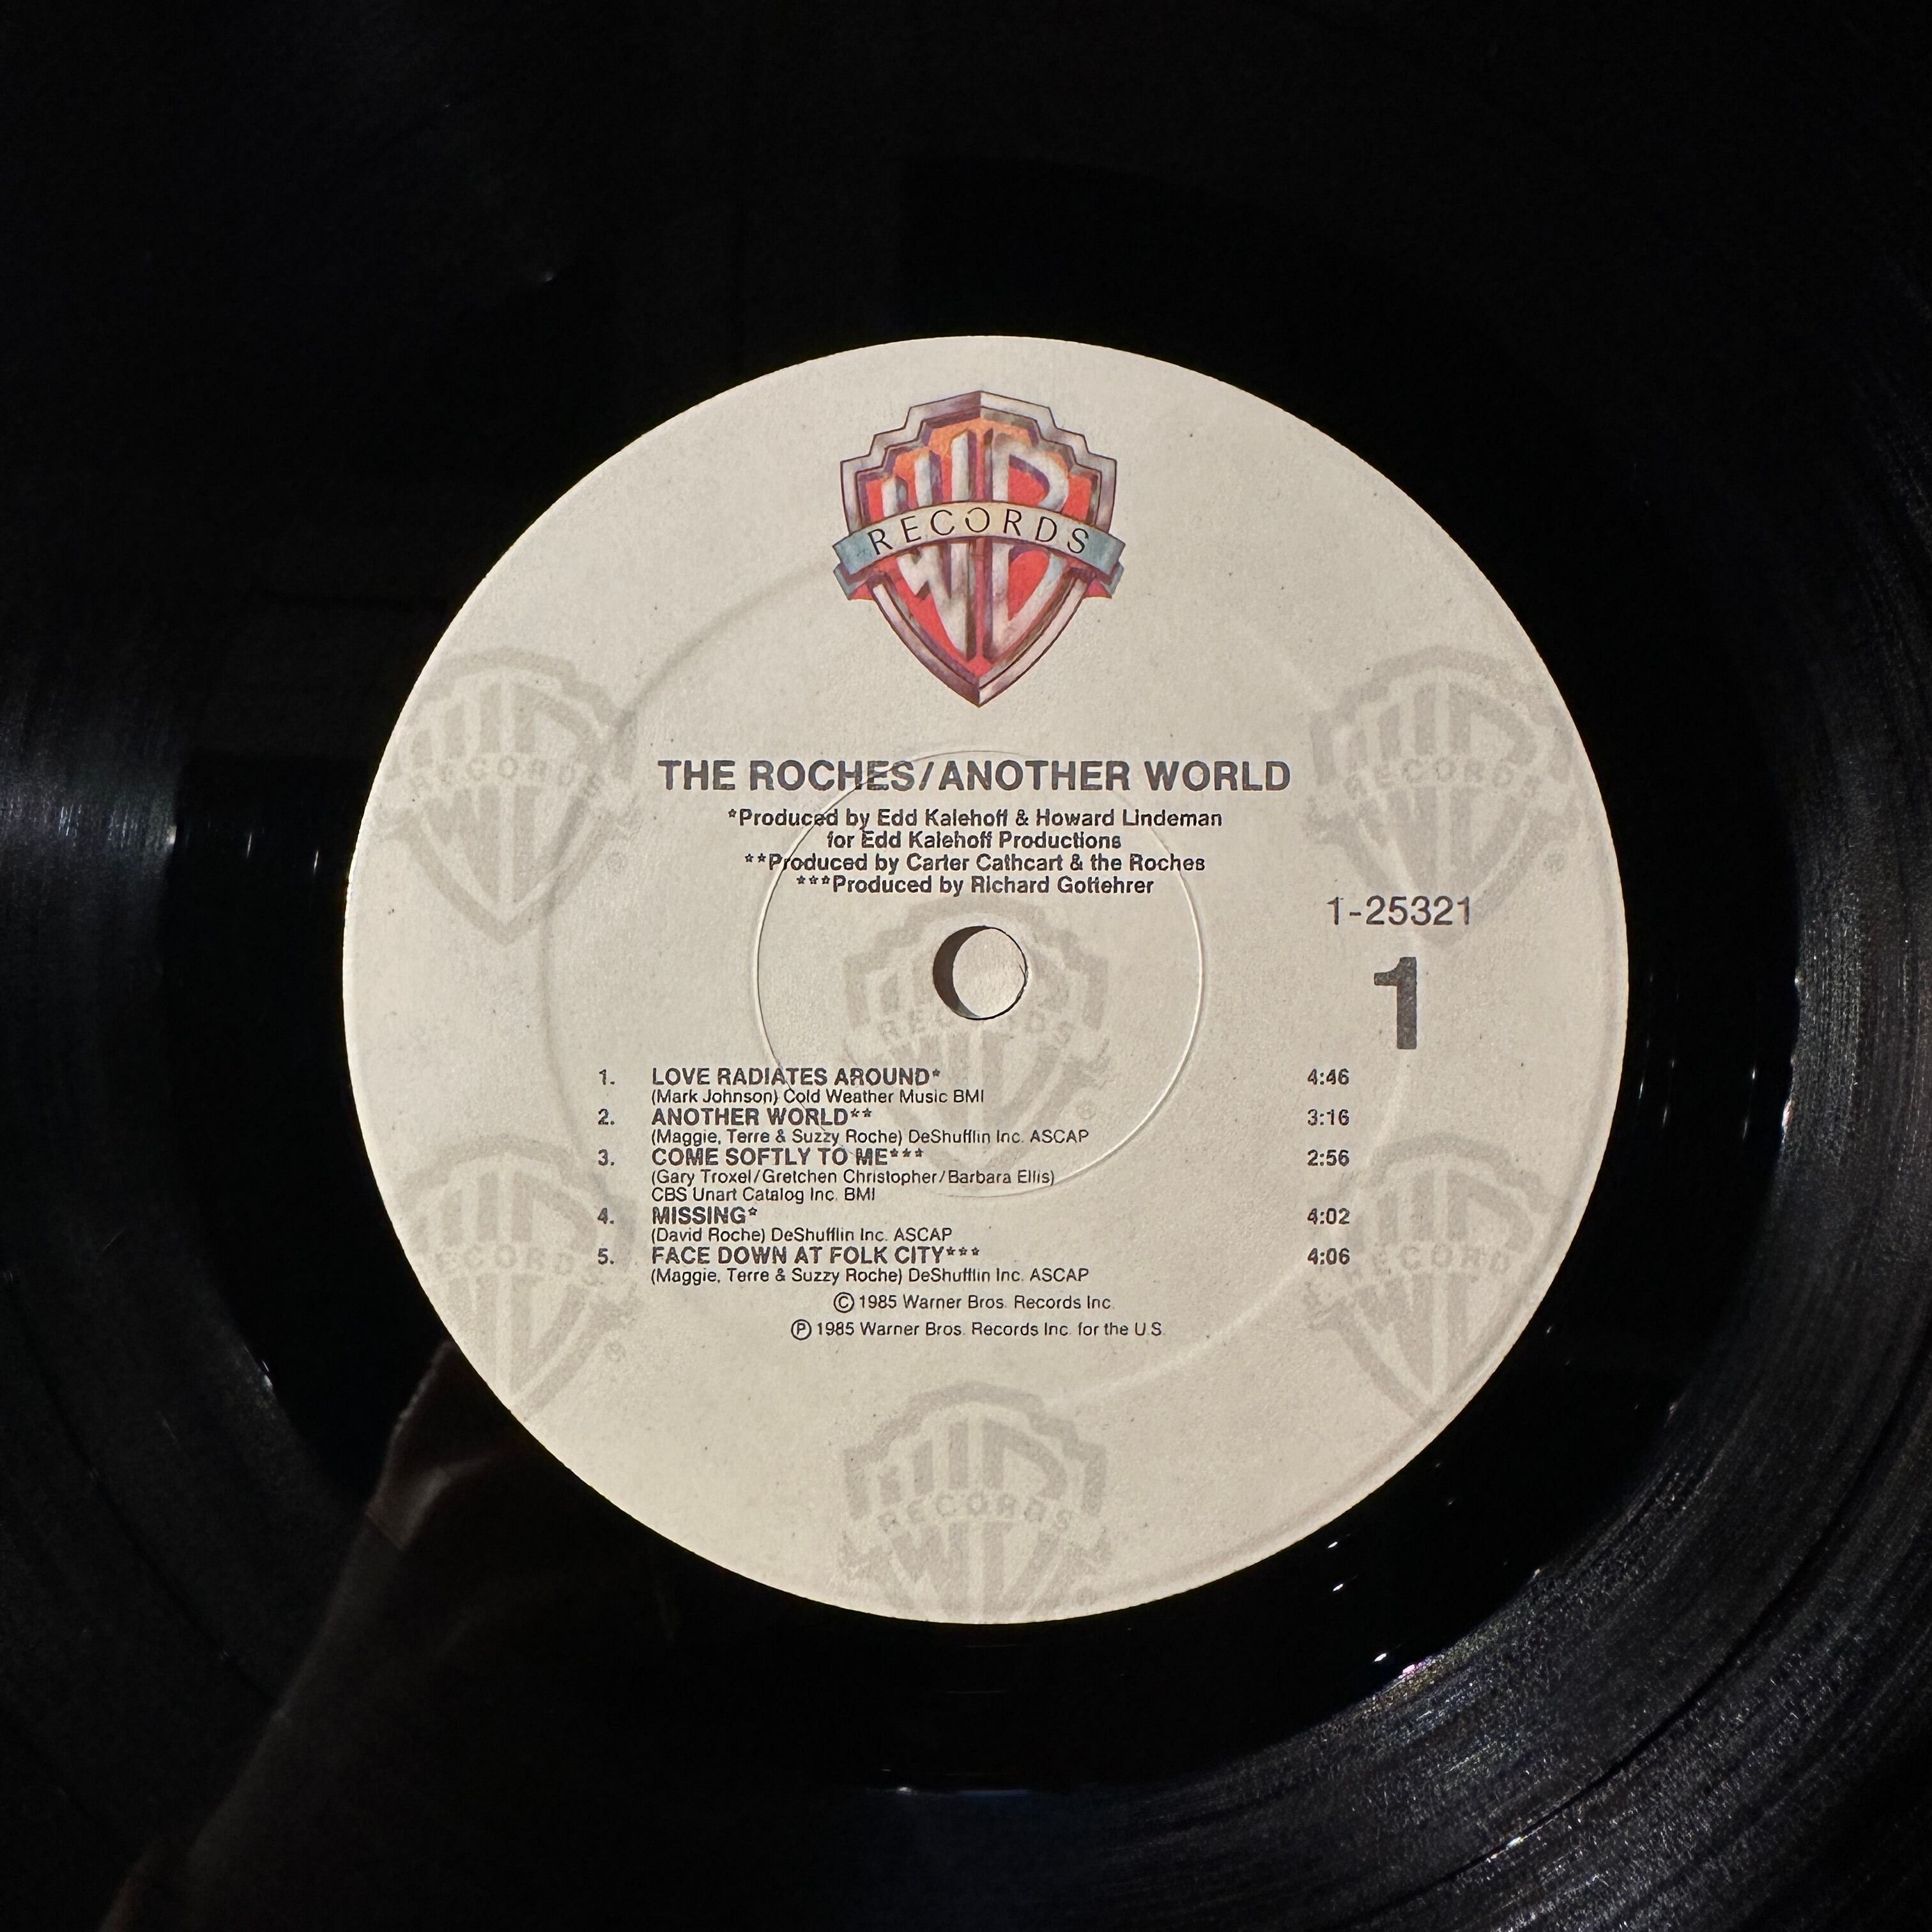 WB
RECORDS
THE ROCHES/ANOTHER WORLD
*Produced by Edd Kalehoff & Howard Lindeman
for Edd Kalehoff Productions
**Produced by Carter Cathcart & the Roches
***Produced by Richard Gottehrer
1-25321
1
1. LOVE RADIATES AROUND* 4:46
(Mark Johnson) Cold Weather Music BMI
2. ANOTHER WORLD** 3:16
(Maggie, Terre & Suzzy Roche) DeShufflin Inc. ASCAP
3. COME SOFTLY TO ME*** 2:56
(Gary Troxel/Gretchen Christopher/Barbara Ellis)
CBS Unart Catalog Inc. BMI
4. MISSING* 4:02
(David Roche) DeShufflin Inc. ASCAP
5. FACE DOWN AT FOLK CITY*** 4:06
(Maggie, Terre & Suzzy Roche) DeShufflin Inc. ASCAP
© 1985 Warner Bros. Records Inc.
℗ 1985 Warner Bros. Records Inc. for the U.S.